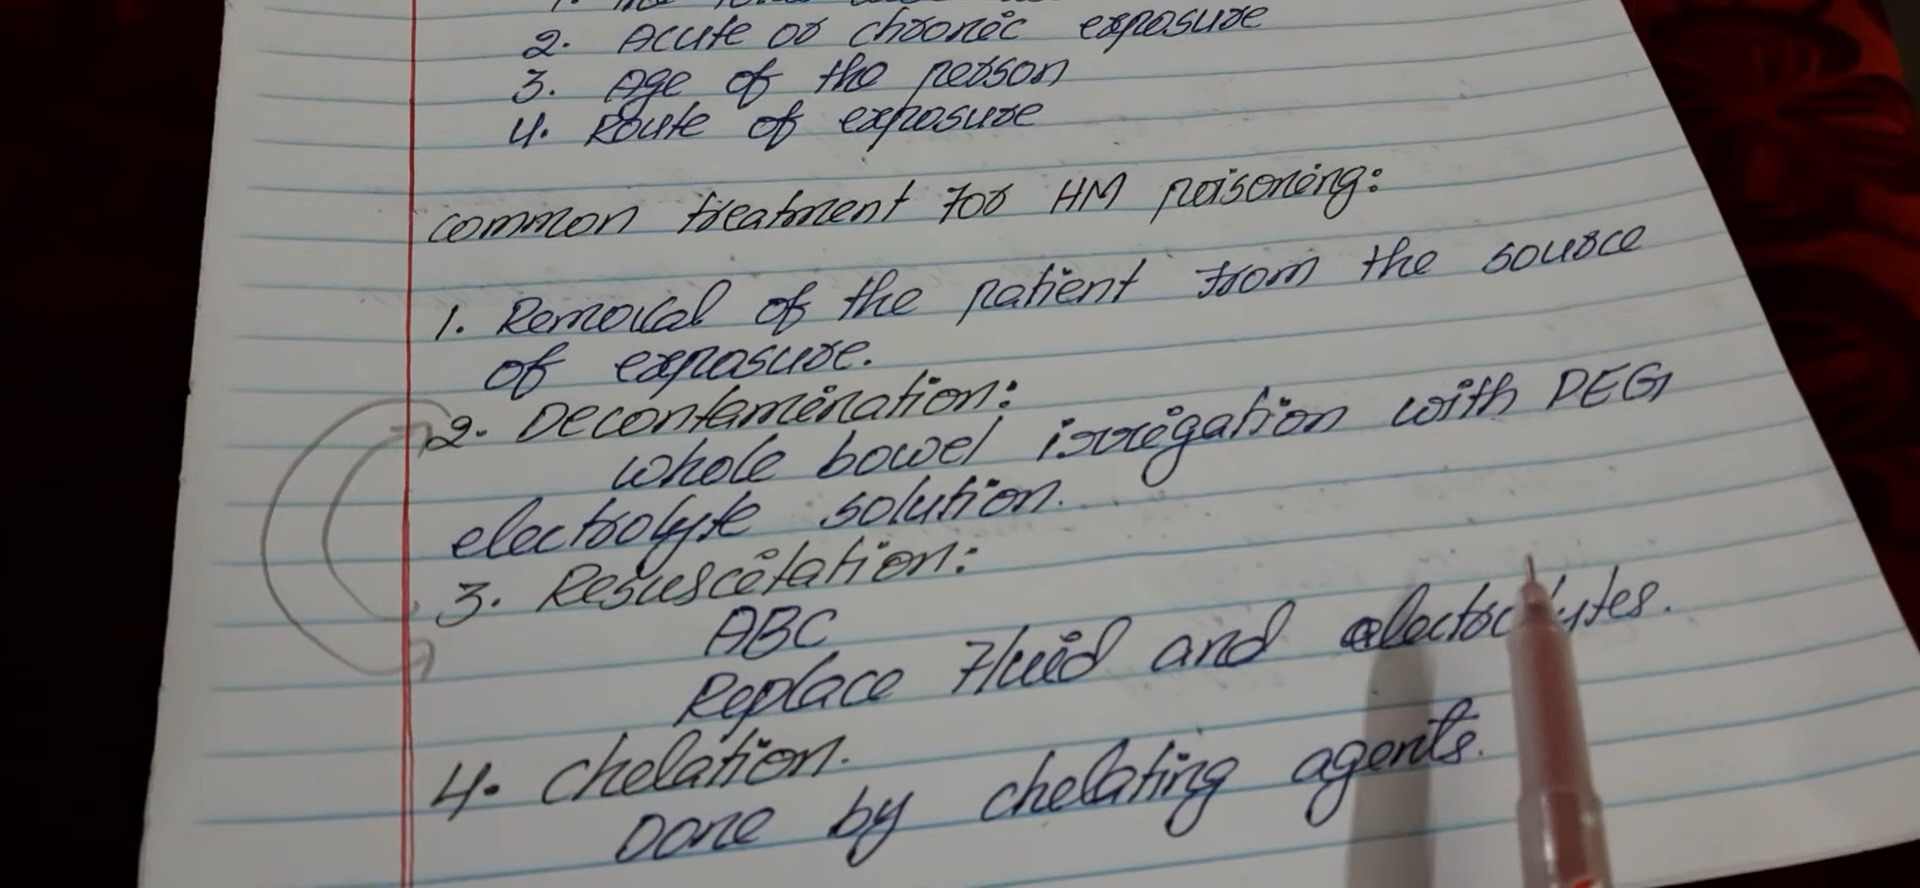 2. Acute or chronic exposure
3. Age of the person
4. Route of exposure
common treatment for HM poisoning:
1. Removal of the patient from the source
of exposure.
2. Decontamination:
whole bowel irrigation with PEG
electrolyte solution.
3. Resuscitation:
ABC
Replace fluid and electrolytes.
4. chelation.
Done by chelating agents.